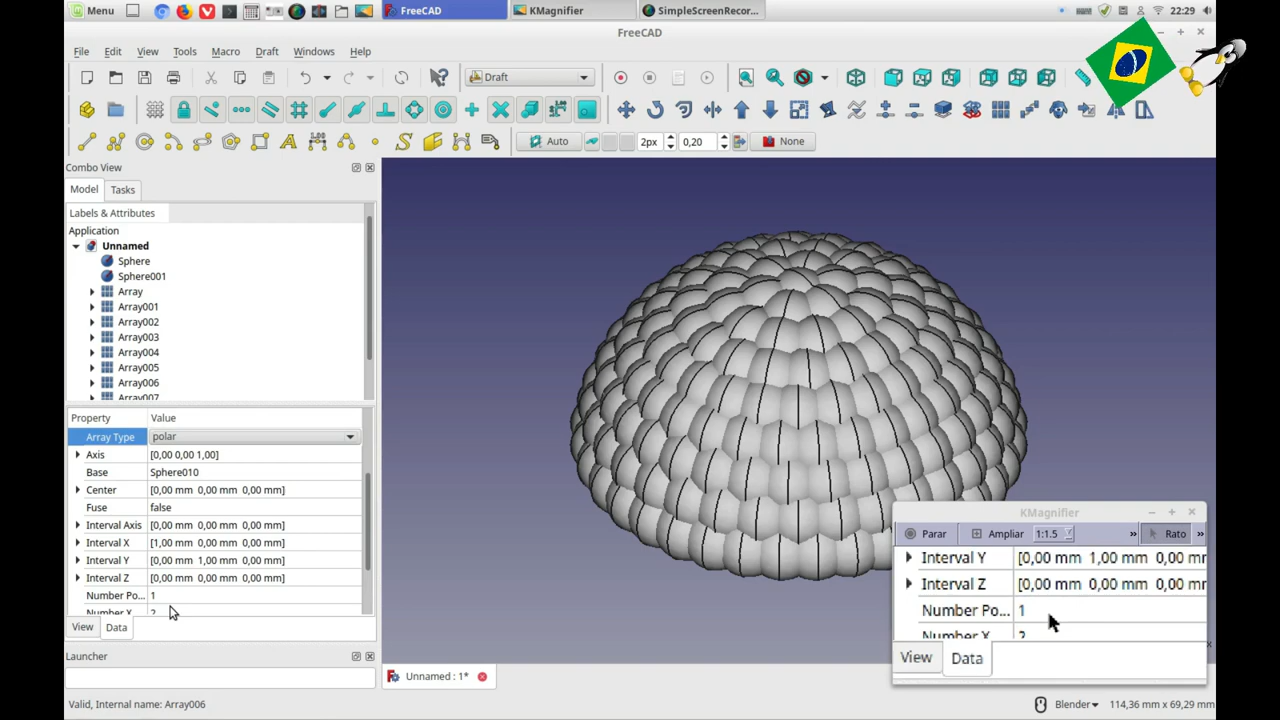 Menu
FreeCAD
KMagnifier
SimpleScreenRecor...
22:29
FreeCAD
File Edit View Tools Macro Draft Windows Help
Draft
Auto
2px
0,20
None
Combo View
Model Tasks
Labels & Attributes
Application
Unnamed
Sphere
Sphere001
Array
Array001
Array002
Array003
Array004
Array005
Array006
Array007
Property Value
Array Type polar
Axis [0,00 0,00 1,00]
Base Sphere010
Center [0,00 mm 0,00 mm 0,00 mm]
Fuse false
Interval Axis [0,00 mm 0,00 mm 0,00 mm]
Interval X [1,00 mm 0,00 mm 0,00 mm]
Interval Y [0,00 mm 1,00 mm 0,00 mm]
Interval Z [0,00 mm 0,00 mm 0,00 mm]
Number Po... 1
Number X 2
View Data
Launcher
Unnamed : 1*
Valid, Internal name: Array006
Blender 114,36 mm x 69,29 mm
KMagnifier
Parar Ampliar 1:1.5 » Rato »
Interval Y [0,00 mm 1,00 mm 0,00 mr
Interval Z [0,00 mm 0,00 mm 0,00 mr
Number Po... 1
Number X 2
View Data